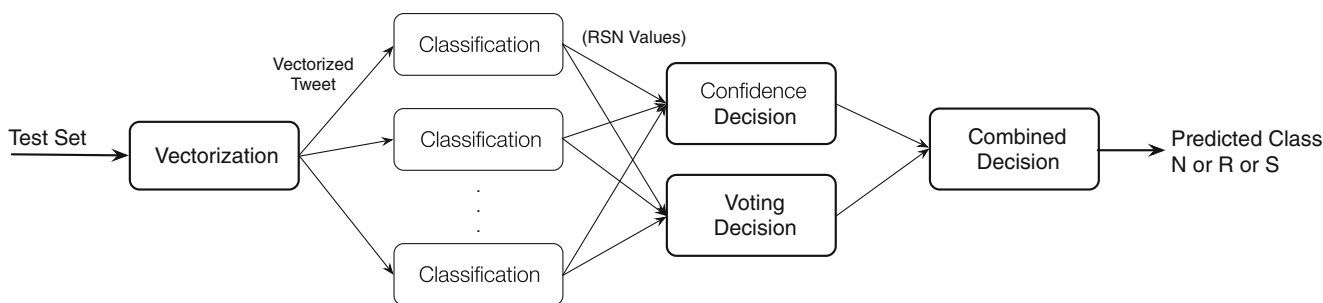 Test Set
Vectorization
Vectorized
Tweet
Classification
Classification
.
.
.
Classification
(RSN Values)
Confidence
Decision
Voting
Decision
Combined
Decision
Predicted Class
N or R or S